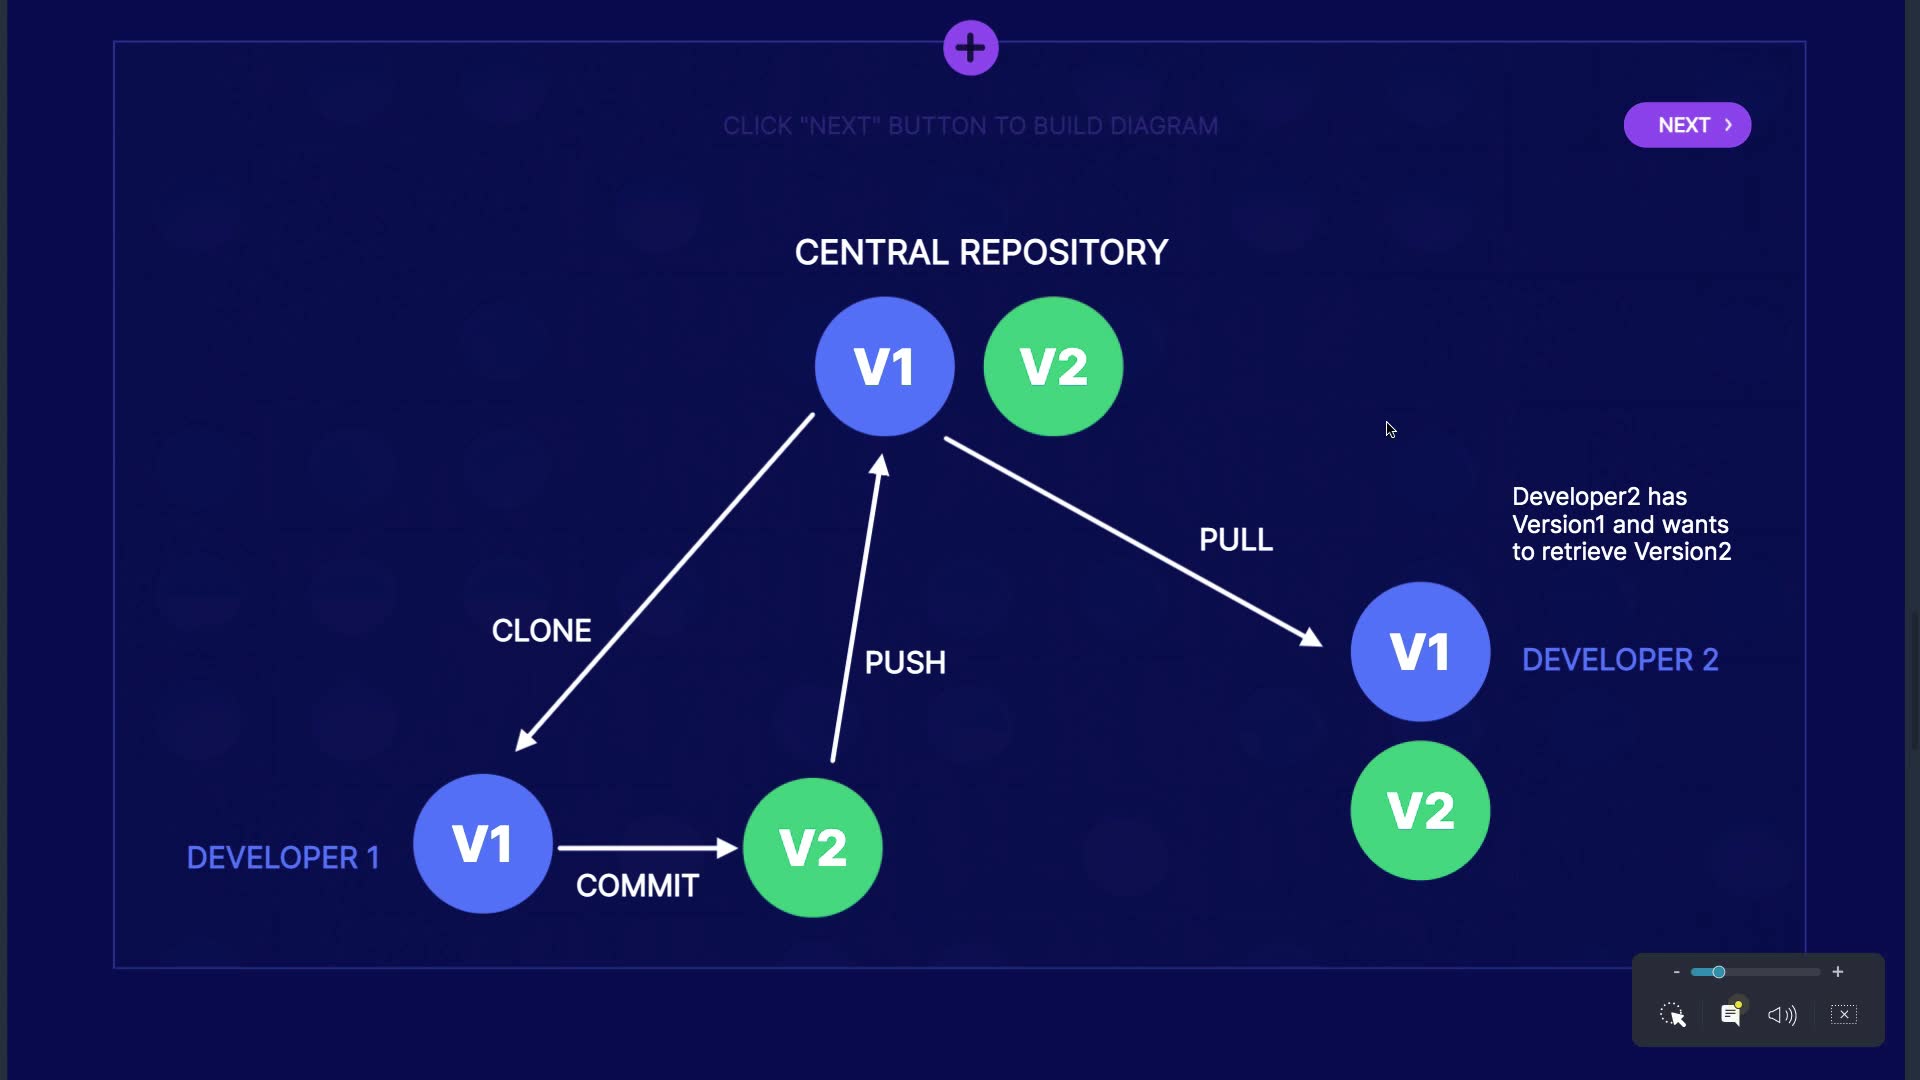 CLICK "NEXT" BUTTON TO BUILD DIAGRAM
NEXT
CENTRAL REPOSITORY
V1
V2
Developer2 has
Version1 and wants
to retrieve Version2
PULL
CLONE
PUSH
V1
DEVELOPER 2
V2
DEVELOPER 1
V1
COMMIT
V2